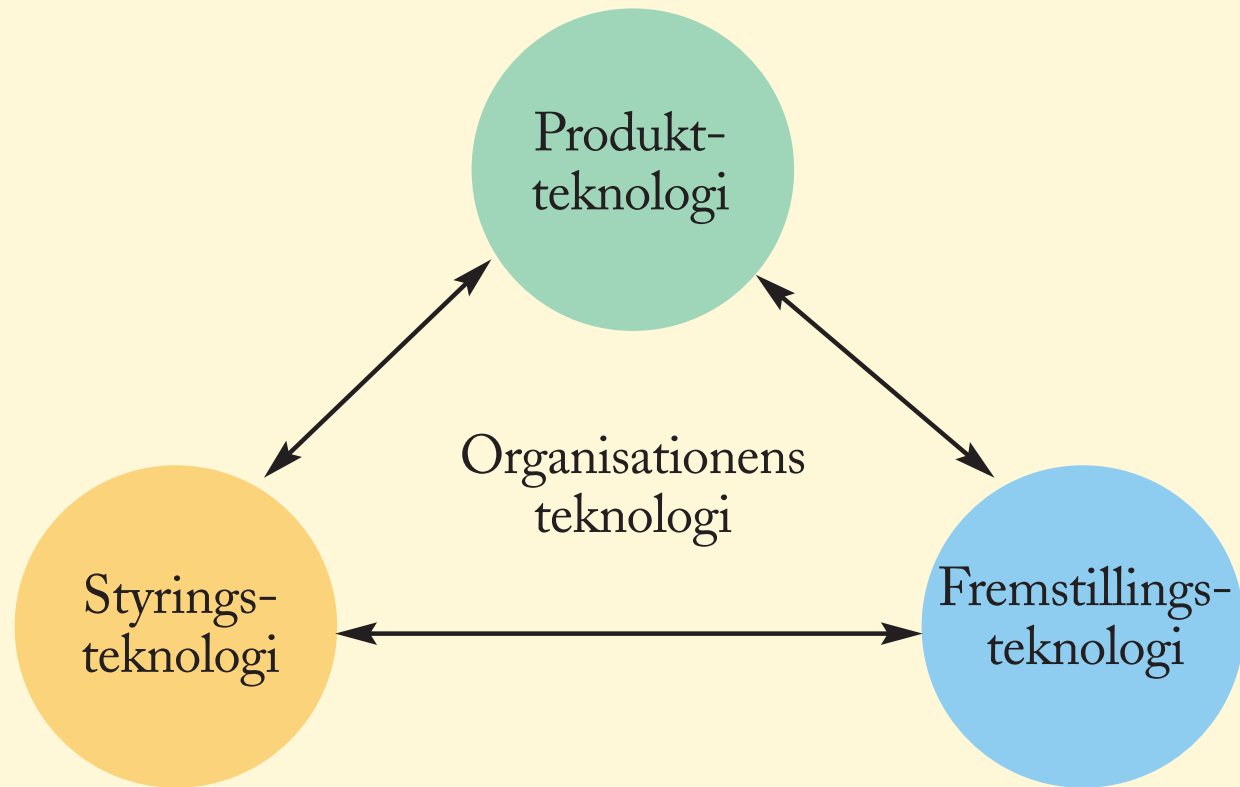 Produkt-
teknologi
Organisationens
teknologi
Styrings-
teknologi
Fremstillings-
teknologi